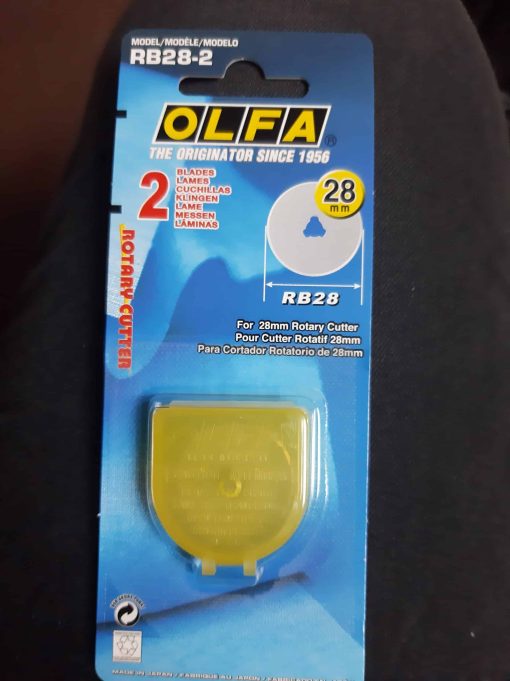 MODEL/MODÈLE/MODELO
RB28-2
OLFA®
THE ORIGINATOR SINCE 1956
2
BLADES
LAMES
CUCHILLAS
KLINGEN
LAME
MESSEN
LÂMINAS
28
mm
ROTARY CUTTER
RB28
For 28mm Rotary Cutter
Pour Cutter Rotatif 28mm
Para Cortador Rotatorio de 28mm
MADE IN JAPAN / FABRIQUÉ AU JAPON / FABRICADO EN